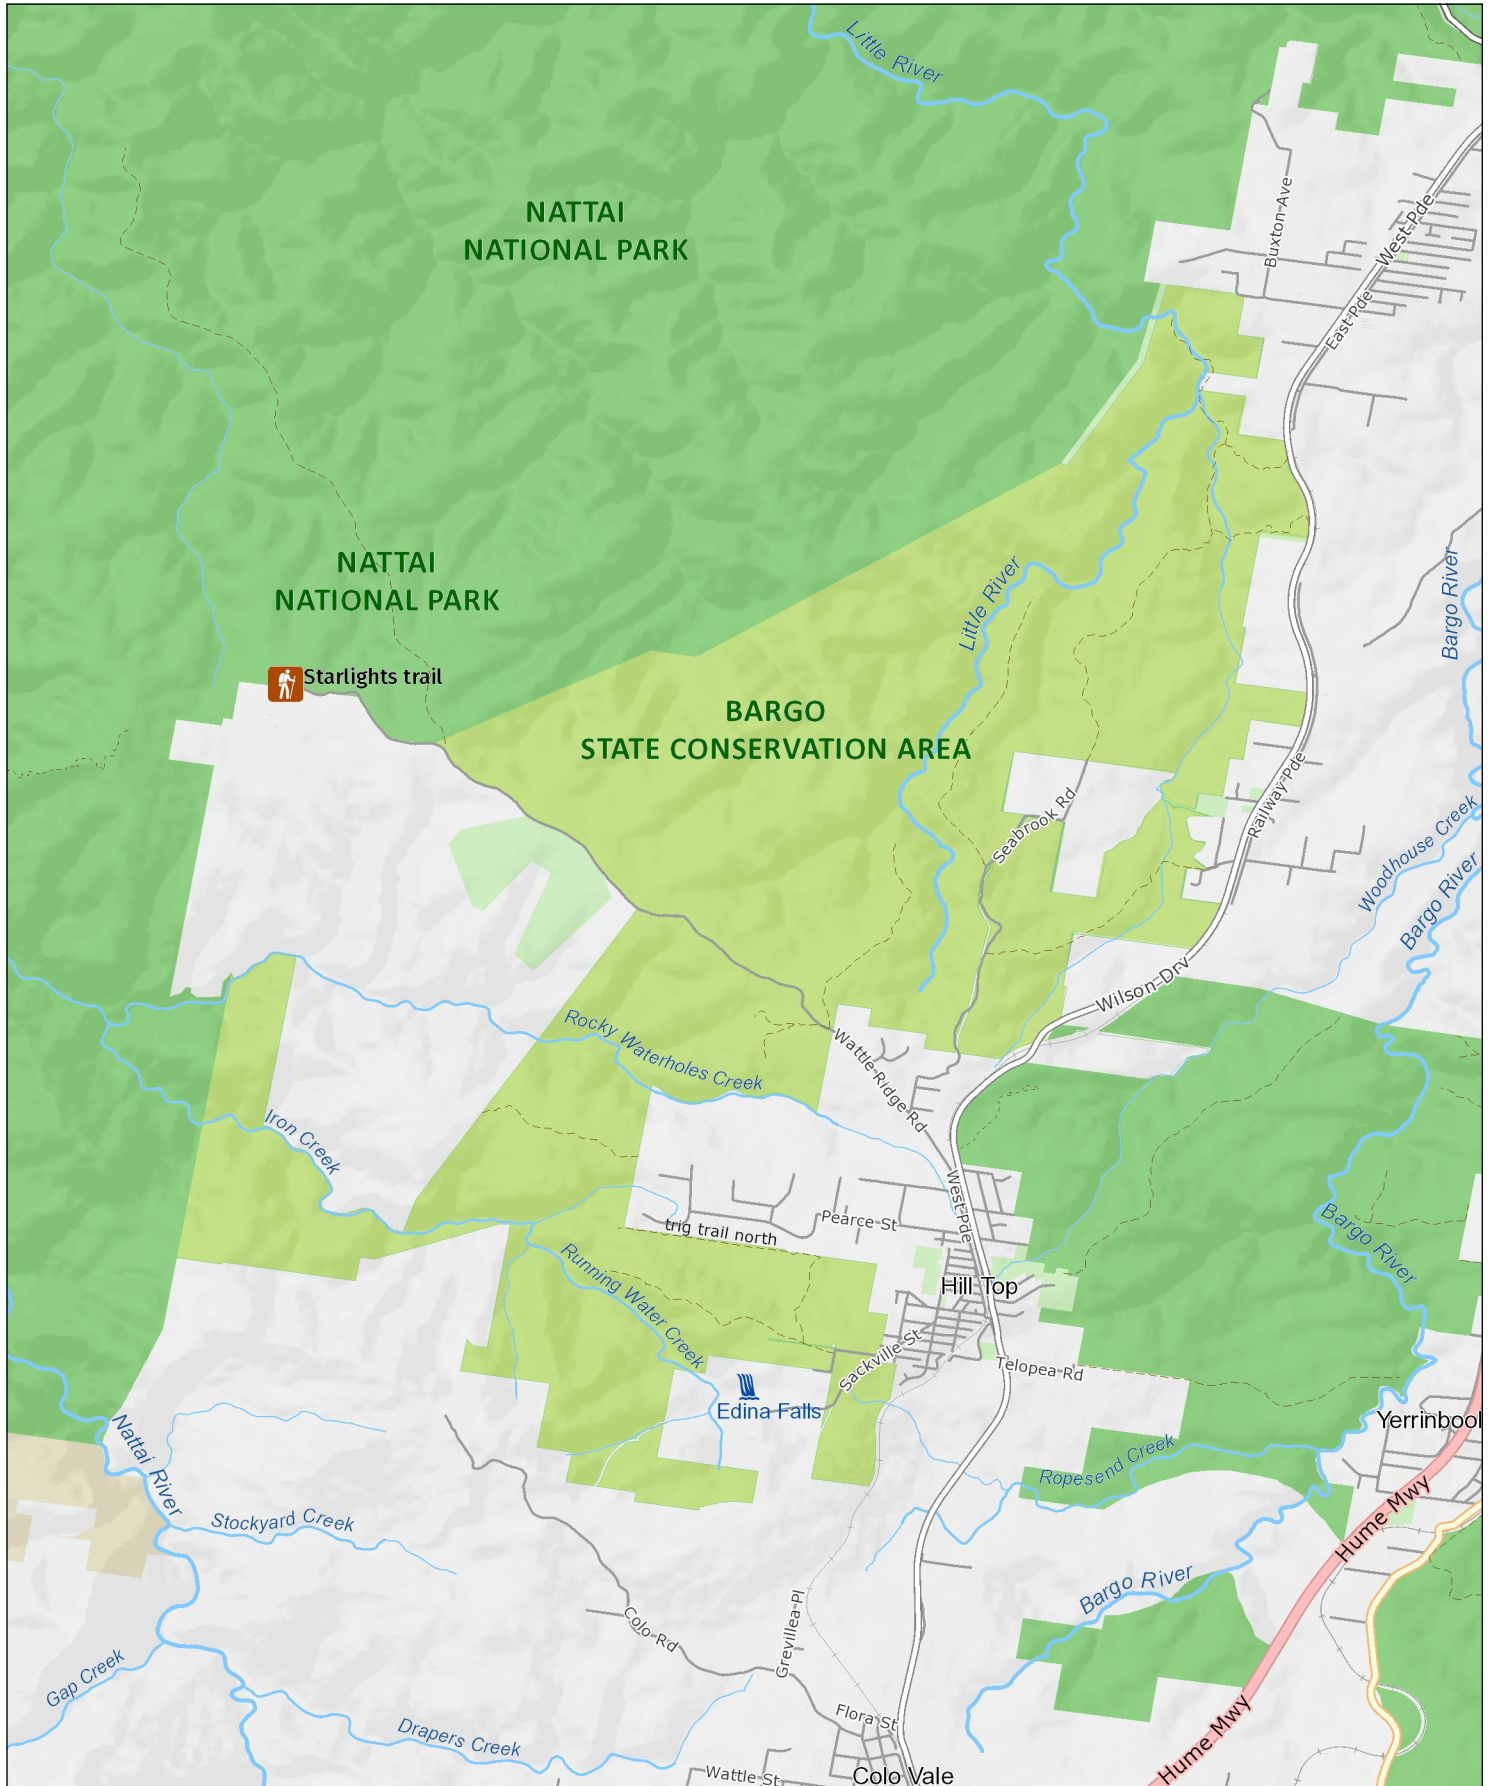 Little River
NATTAI
NATIONAL PARK
Buxton Ave
West Pde
East Pde
NATTAI
NATIONAL PARK
Little River
Bargo River
Starlights trail
BARGO
STATE CONSERVATION AREA
Seabrook Rd
Railway Pde
Woodhouse Creek
Bargo River
Wilson Drv
Rocky Waterholes Creek
Wattle Ridge Rd
Iron Creek
West Pde
Pearce St
trig trail north
Running Water Creek
Bargo River
Hill Top
Sackville St
Telopea Rd
Edina Falls
Yerrinbool
Nattai River
Ropesend Creek
Stockyard Creek
Hume Mwy
Bargo River
Colo Rd
Grevillea Pl
Gap Creek
Flora St
Hume Mwy
Drapers Creek
Wattle St
Colo Vale